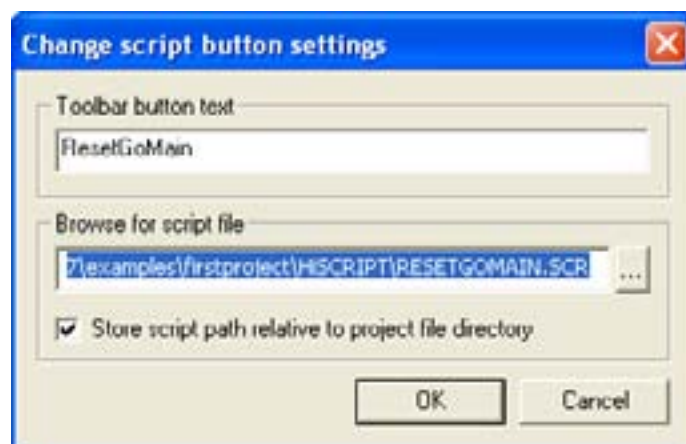 Change script button settings
Toolbar button text
ResetGoMain
Browse for script file
7\examples\firstproject\HISCRIPT\RESETGOMAIN.SCR
...
Store script path relative to project file directory
OK Cancel